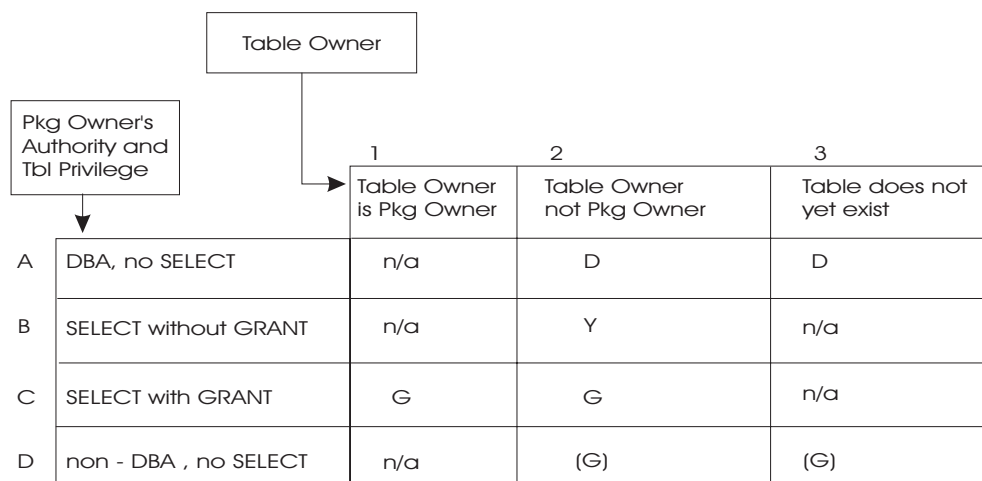 Table Owner
Pkg Owner's
Authority and
Tbl Privilege
1 2 3
Table Owner
is Pkg Owner
Table Owner
not Pkg Owner
Table does not
yet exist
A DBA, no SELECT n/a D D
B SELECT without GRANT n/a Y n/a
C SELECT with GRANT G G n/a
D non - DBA , no SELECT n/a (G) (G)